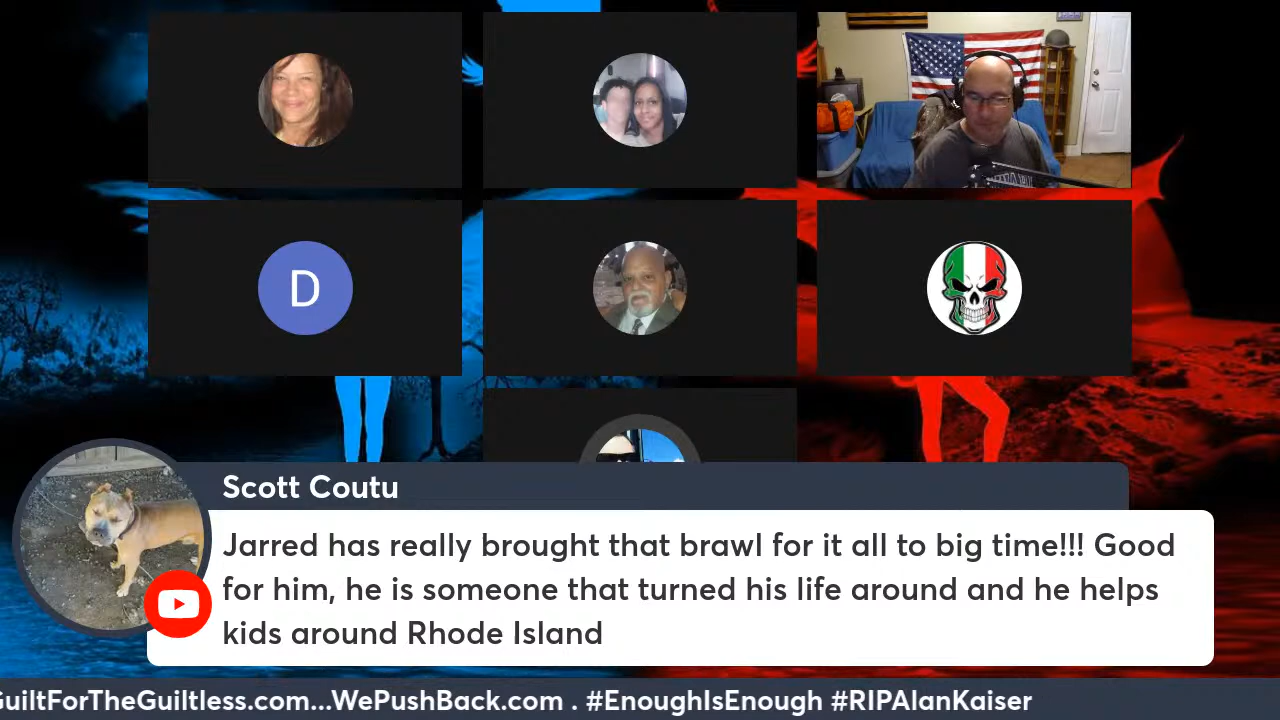 D
Scott Coutu
Jarred has really brought that brawl for it all to big time!!! Good
for him, he is someone that turned his life around and he helps
kids around Rhode Island
GuiltForTheGuiltless.com...WePushBack.com . #EnoughIsEnough #RIPAlanKaiser